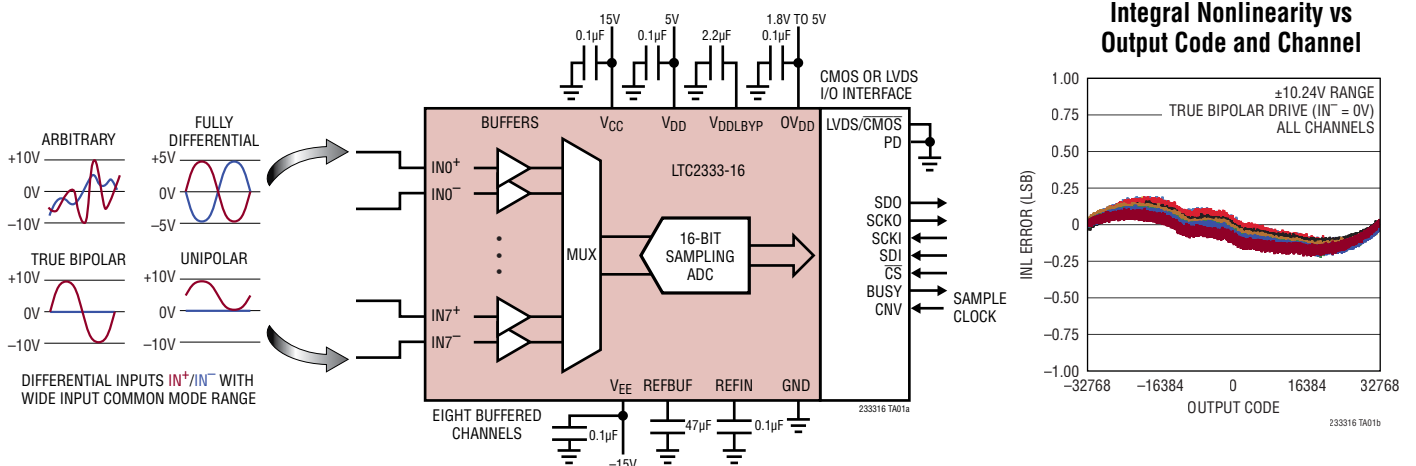 ARBITRARY
+10V
0V
–10V
FULLY
DIFFERENTIAL
+5V
0V
–5V
TRUE BIPOLAR
+10V
0V
–10V
UNIPOLAR
+10V
0V
–10V
DIFFERENTIAL INPUTS IN+/IN– WITH
WIDE INPUT COMMON MODE RANGE
15V
0.1µF
5V
0.1µF
2.2µF
1.8V TO 5V
0.1µF
CMOS OR LVDS
I/O INTERFACE
BUFFERS
VCC
VDD
VDDLBYP
OVDD
LVDS/CMOS
PD
LTC2333-16
IN0+
IN0–
MUX
16-BIT
SAMPLING
ADC
SDO
SCKO
SCKI
SDI
CS
BUSY
CNV
SAMPLE
CLOCK
IN7+
IN7–
VEE
REFBUF
REFIN
GND
EIGHT BUFFERED
CHANNELS
0.1µF
–15V
47µF
0.1µF
233316 TA01a
Integral Nonlinearity vs
Output Code and Channel
±10.24V RANGE
TRUE BIPOLAR DRIVE (IN– = 0V)
ALL CHANNELS
INL ERROR (LSB)
1.00
0.75
0.50
0.25
0
–0.25
–0.50
–0.75
–1.00
–32768
–16384
0
16384
32768
OUTPUT CODE
233316 TA01b